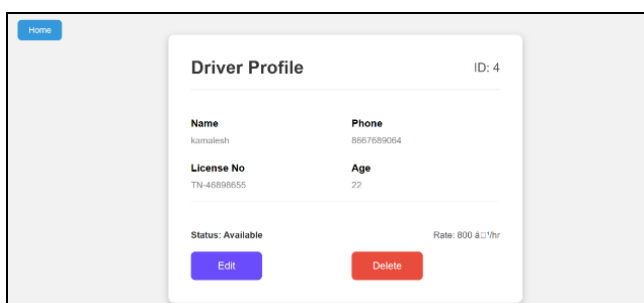 Home
Driver Profile
ID: 4
Name
Phone
kamalesh
8667689064
License No
Age
TN-46898655
22
Status: Available
Rate: 800 â□¹/hr
Edit
Delete